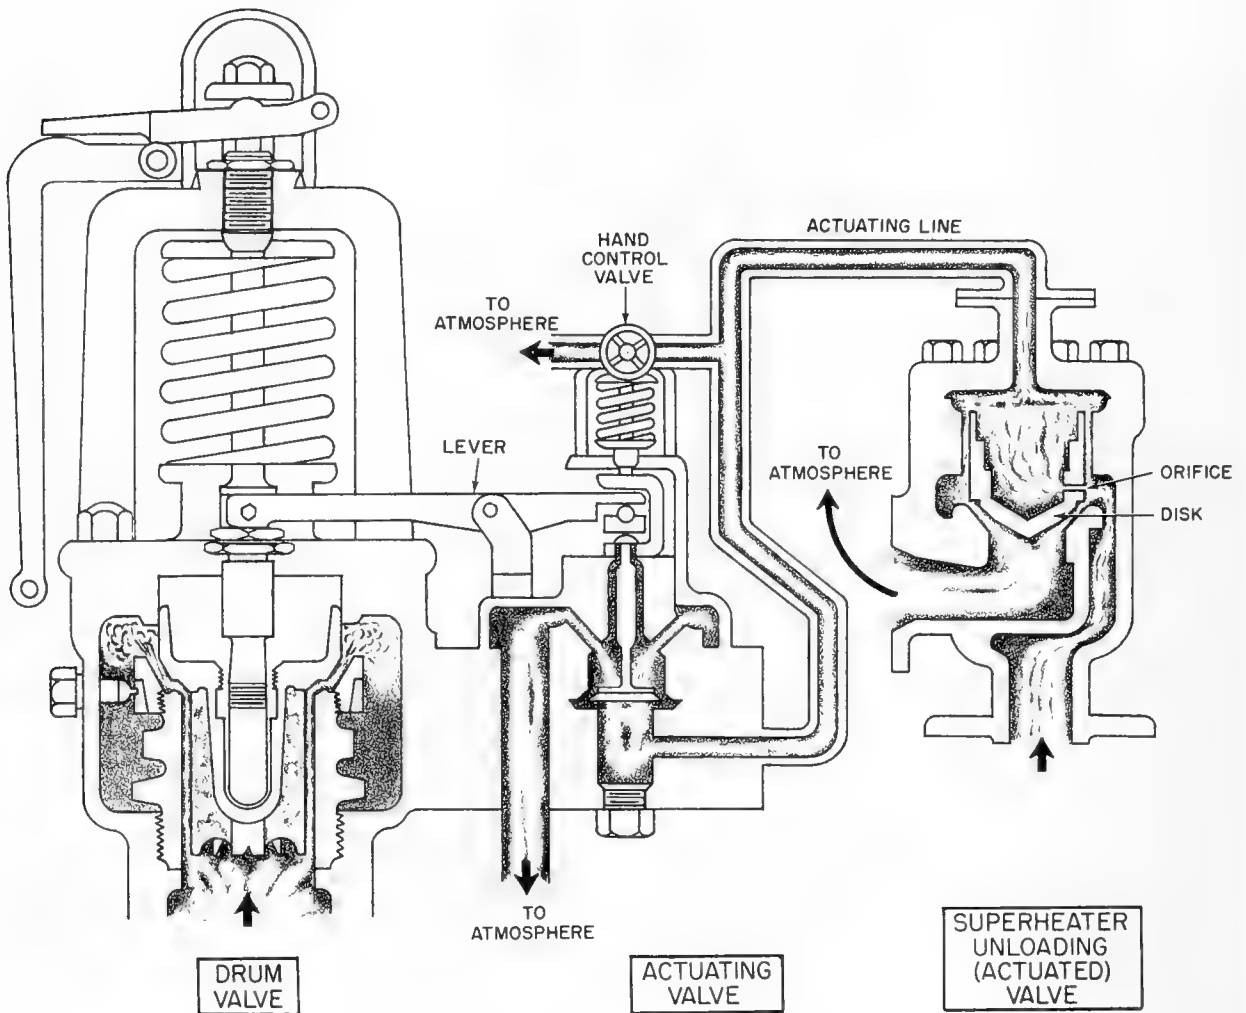 ACTUATING LINE
HAND
CONTROL
VALVE
TO
ATMOSPHERE
LEVER
TO
ATMOSPHERE
ORIFICE
DISK
TO
ATMOSPHERE
DRUM
VALVE
ACTUATING
VALVE
SUPERHEATER
UNLOADING
(ACTUATED)
VALVE